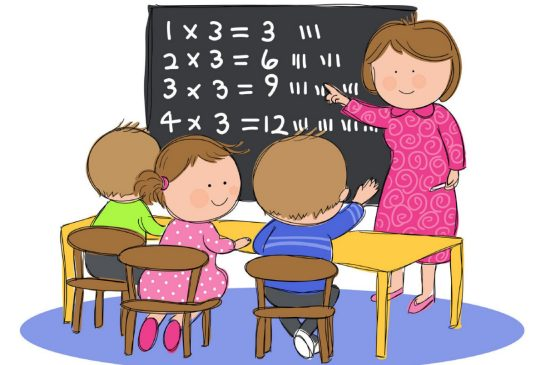 1 x 3 = 3 |||
2 x 3 = 6 ||| |||
3 x 3 = 9 ||| ||| |||
4 x 3 = 12 ||| ||| ||| |||